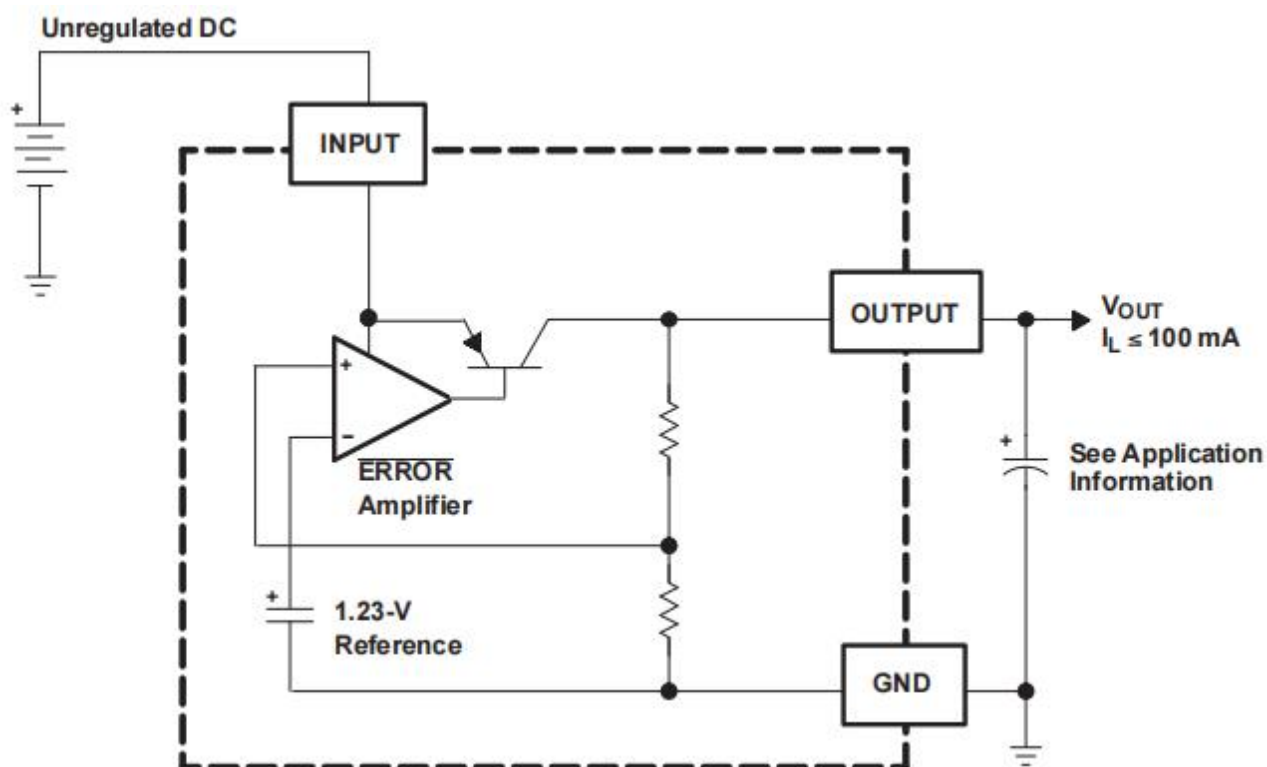 Unregulated DC
+
INPUT
OUTPUT
VOUT
IL ≤ 100 mA
+
−
ERROR
Amplifier
+
See Application
Information
+
1.23-V
Reference
GND